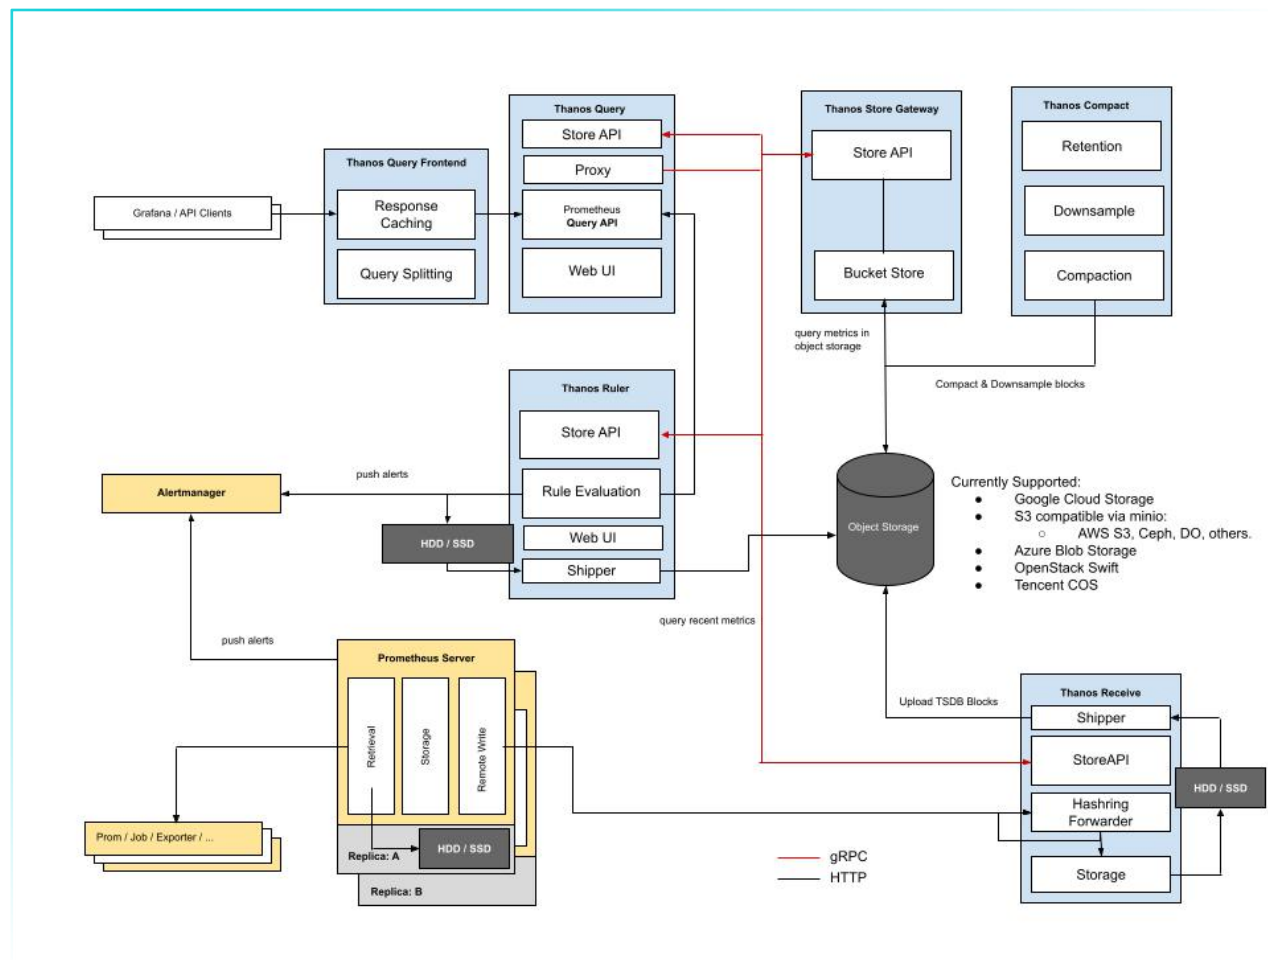 Thanos Query
Store API
Proxy
Prometheus
Query API
Web UI
Thanos Store Gateway
Store API
Bucket Store
Thanos Compact
Retention
Downsample
Compaction
Thanos Query Frontend
Response
Caching
Query Splitting
Grafana / API Clients
query metrics in
object storage
Compact & Downsample blocks
Thanos Ruler
Store API
Rule Evaluation
Web UI
Shipper
push alerts
Alertmanager
HDD / SSD
Object Storage
Currently Supported:
● Google Cloud Storage
● S3 compatible via minio:
○ AWS S3, Ceph, DO, others.
● Azure Blob Storage
● OpenStack Swift
● Tencent COS
query recent metrics
push alerts
Prometheus Server
Retrieval
Storage
Remote Write
Replica: A
HDD / SSD
Replica: B
Prom / Job / Exporter / ...
Upload TSDB Blocks
Thanos Receive
Shipper
StoreAPI
Hashring
Forwarder
Storage
HDD / SSD
gRPC
HTTP